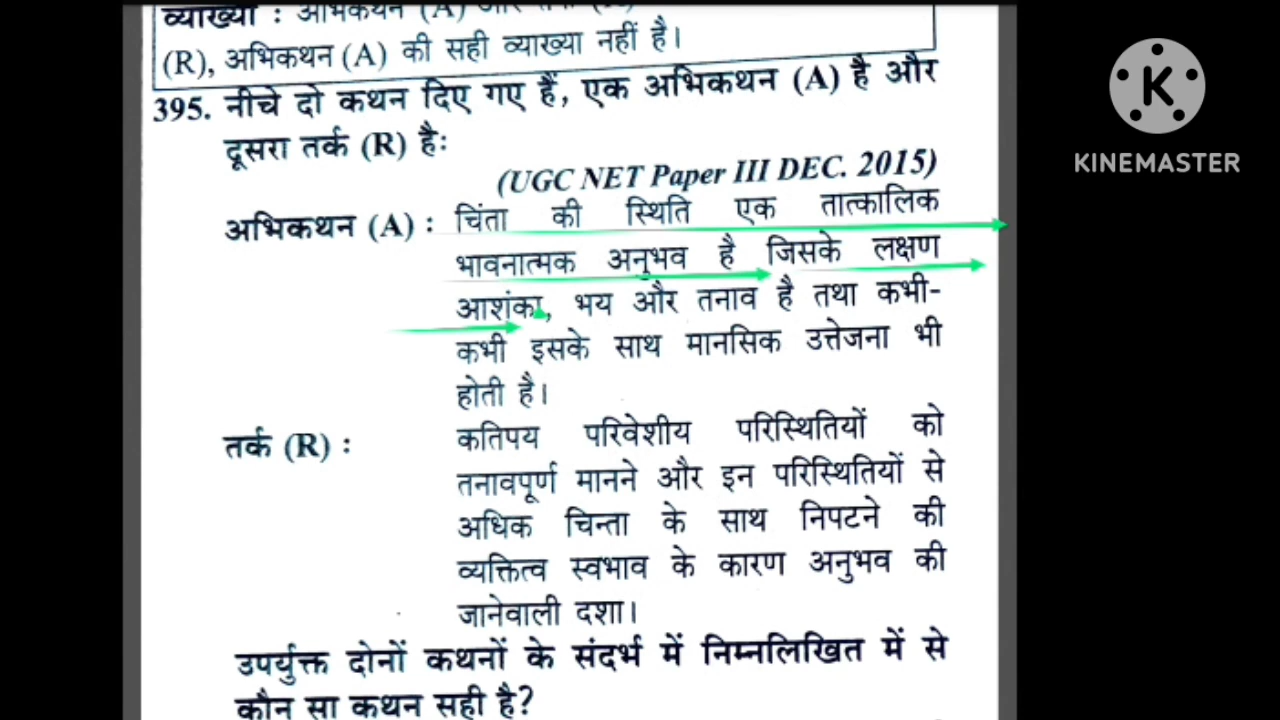 व्याख्या : अभिकथन (A) और
(R), अभिकथन (A) की सही व्याख्या नहीं है।
395. नीचे दो कथन दिए गए हैं, एक अभिकथन (A) है और
दूसरा तर्क (R) है:
(UGC NET Paper III DEC. 2015)
अभिकथन (A) : चिंता की स्थिति एक तात्कालिक
भावनात्मक अनुभव है जिसके लक्षण
आशंका, भय और तनाव है तथा कभी-
कभी इसके साथ मानसिक उत्तेजना भी
होती है।
तर्क (R) : कतिपय परिवेशीय परिस्थितियों को
तनावपूर्ण मानने और इन परिस्थितियों से
अधिक चिन्ता के साथ निपटने की
व्यक्तित्व स्वभाव के कारण अनुभव की
जानेवाली दशा।
उपर्युक्त दोनों कथनों के संदर्भ में निम्नलिखित में से
कौन सा कथन सही है?
K
KINEMASTER